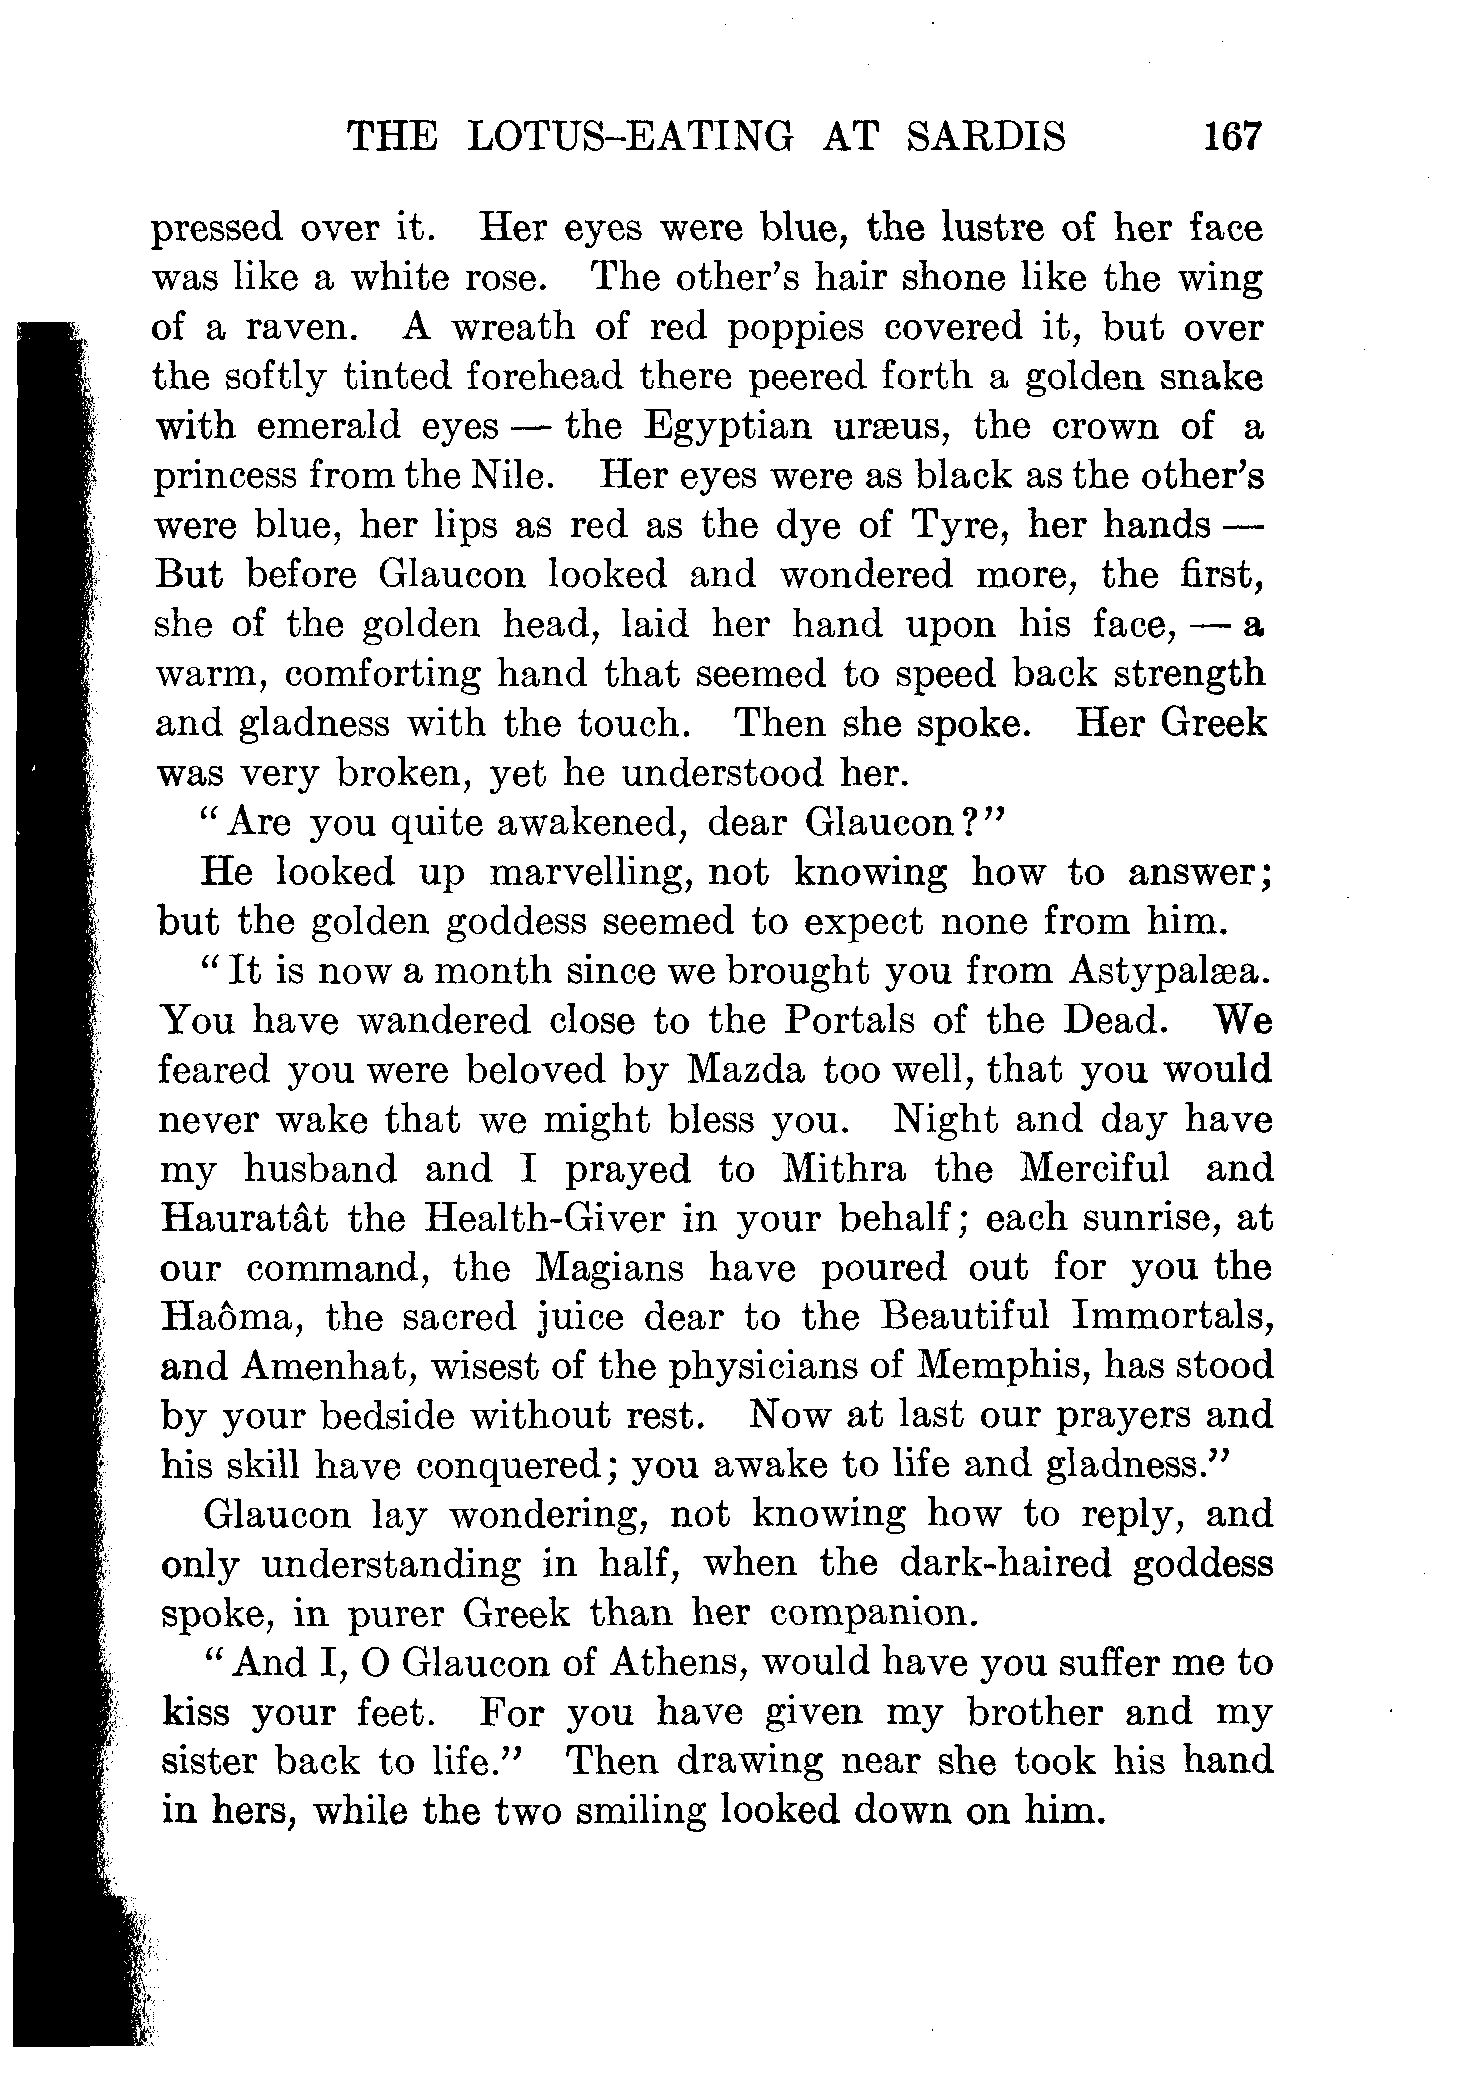 THE LOTUS-EATING AT SARDIS 167
pressed over it. Her eyes were blue, the lustre of her face
was like a white rose. The other's hair shone like the wing
of a raven. A wreath of red poppies covered it, but over
the softly tinted forehead there peered forth a golden snake
with emerald eyes — the Egyptian uræus, the crown of a
princess from the Nile. Her eyes were as black as the other's
were blue, her lips as red as the dye of Tyre, her hands —
But before Glaucon looked and wondered more, the first,
she of the golden head, laid her hand upon his face, — a
warm, comforting hand that seemed to speed back strength
and gladness with the touch. Then she spoke. Her Greek
was very broken, yet he understood her.
"Are you quite awakened, dear Glaucon?"
He looked up marvelling, not knowing how to answer;
but the golden goddess seemed to expect none from him.
"It is now a month since we brought you from Astypalæa.
You have wandered close to the Portals of the Dead. We
feared you were beloved by Mazda too well, that you would
never wake that we might bless you. Night and day have
my husband and I prayed to Mithra the Merciful and
Hauratât the Health-Giver in your behalf; each sunrise, at
our command, the Magians have poured out for you the
Haôma, the sacred juice dear to the Beautiful Immortals,
and Amenhat, wisest of the physicians of Memphis, has stood
by your bedside without rest. Now at last our prayers and
his skill have conquered; you awake to life and gladness."
Glaucon lay wondering, not knowing how to reply, and
only understanding in half, when the dark-haired goddess
spoke, in purer Greek than her companion.
"And I, O Glaucon of Athens, would have you suffer me to
kiss your feet. For you have given my brother and my
sister back to life." Then drawing near she took his hand
in hers, while the two smiling looked down on him.